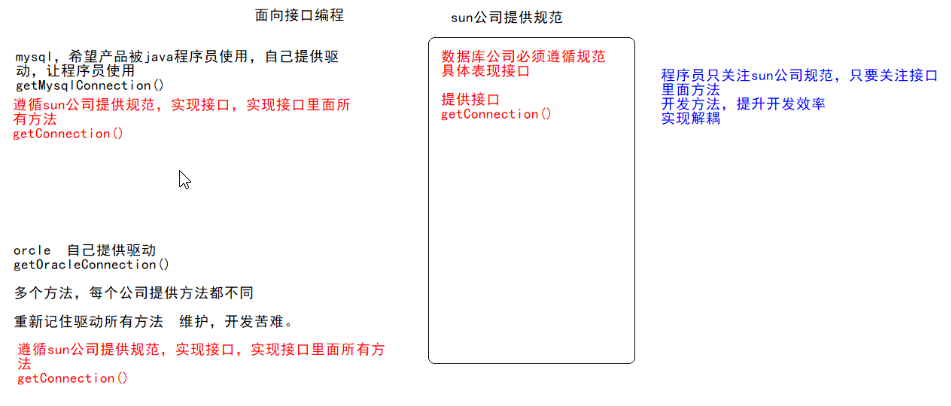 面向接口编程
sun公司提供规范
mysql，希望产品被java程序员使用，自己提供驱
动，让程序员使用
getMysqlConnection()
遵循sun公司提供规范，实现接口，实现接口里面所
有方法
getConnection()
数据库公司必须遵循规范
具体表现接口
提供接口
getConnection()
程序员只关注sun公司规范，只要关注接口
里面方法
开发方法，提升开发效率
实现解耦
orcle 自己提供驱动
getOracleConnection()
多个方法，每个公司提供方法都不同
重新记住驱动所有方法 维护，开发苦难。
遵循sun公司提供规范，实现接口，实现接口里面所有方
法
getConnection()